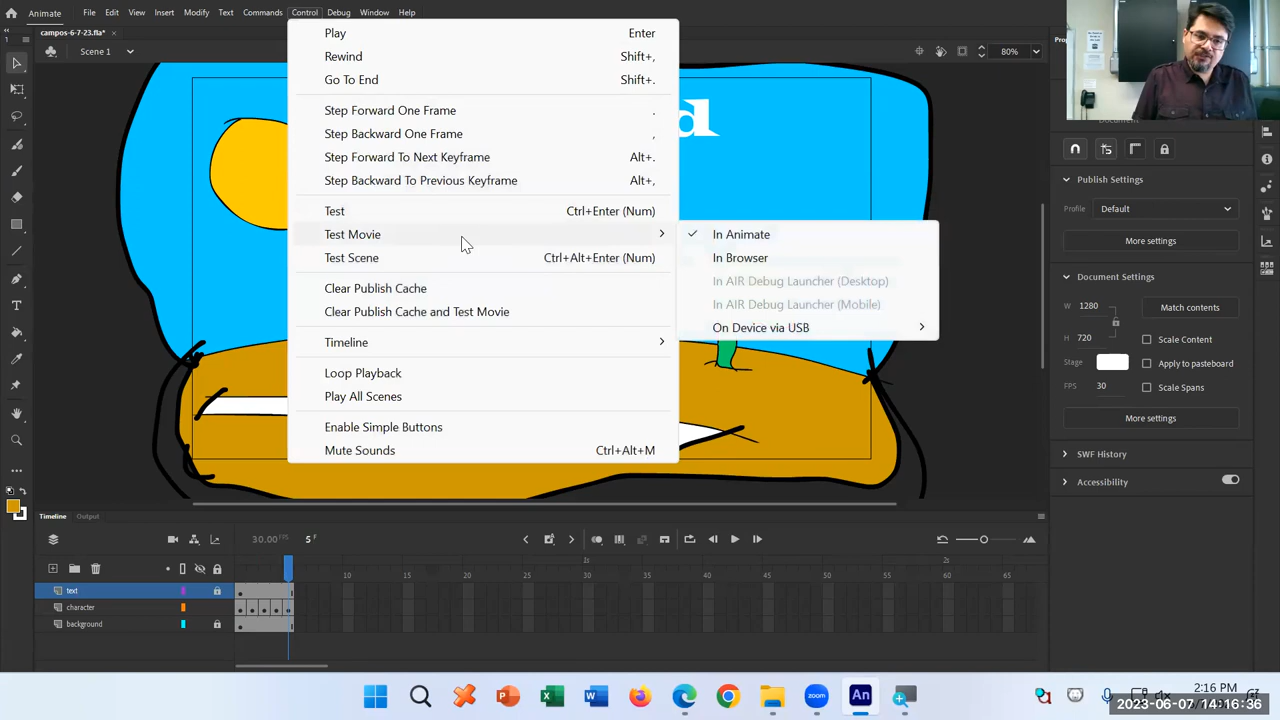 Animate File Edit View Insert Modify Text Commands Control Debug Window Help
campos-6-7-23.fla* ×
Scene 1
80%
Play Enter
Rewind Shift+,
Go To End Shift+.
Step Forward One Frame .
Step Backward One Frame ,
Step Forward To Next Keyframe Alt+.
Step Backward To Previous Keyframe Alt+,
Test Ctrl+Enter (Num)
Test Movie
Test Scene Ctrl+Alt+Enter (Num)
Clear Publish Cache
Clear Publish Cache and Test Movie
Timeline
Loop Playback
Play All Scenes
Enable Simple Buttons
Mute Sounds Ctrl+Alt+M
In Animate
In Browser
In AIR Debug Launcher (Desktop)
In AIR Debug Launcher (Mobile)
On Device via USB
d
Publish Settings
Profile Default
More settings
Document Settings
W 1280 Match contents
H 720 Scale Content
Stage Apply to pasteboard
FPS 30 Scale Spans
More settings
SWF History
Accessibility
Timeline Output
30.00 FPS 5 F
1s 2s
10 15 20 25 30 35 40 45 50 55 60 65
text
character
background
2:16 PM
2023-06-07 14:16:36